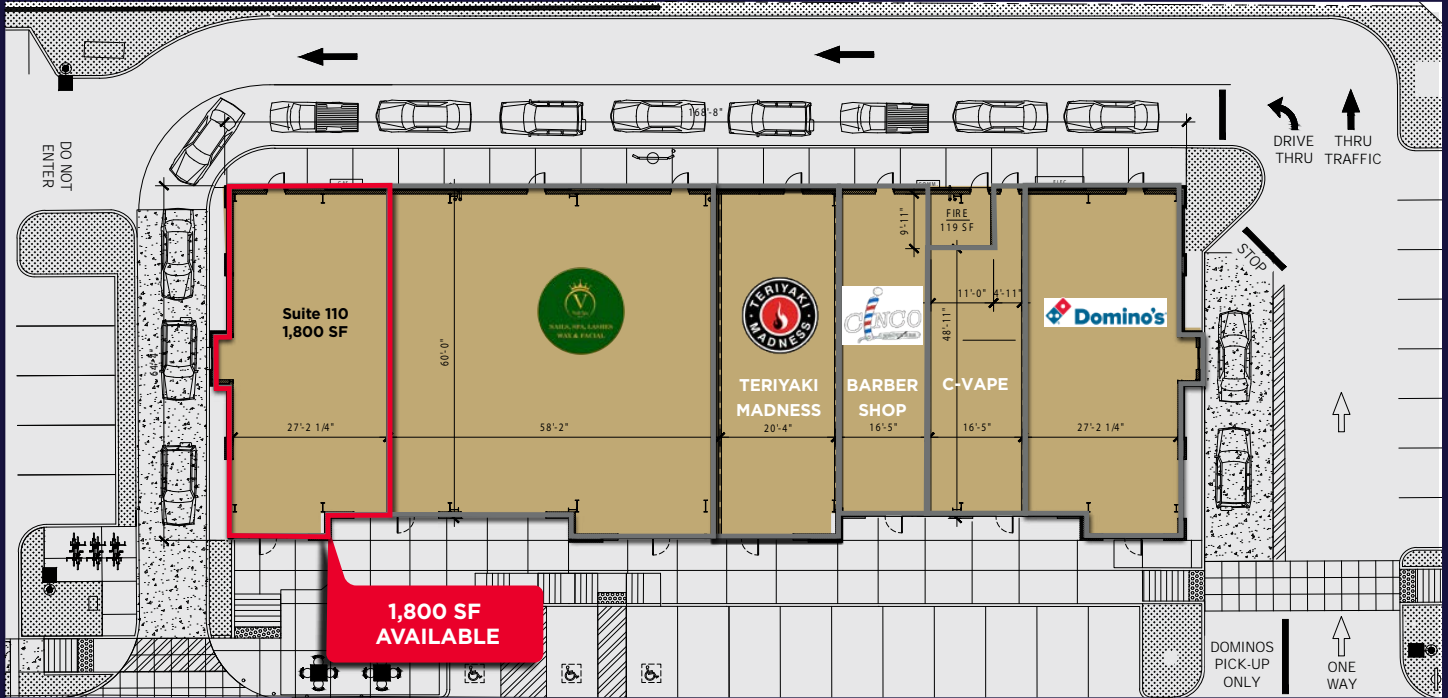 168'-8"
DO NOT
ENTER
DRIVE
THRU
THRU
TRAFFIC
STOP
Suite 110
1,800 SF
27'-2 1/4"
60'-0"
V
NAILS, SPA, LASHES
WAX & FACIAL
58'-2"
TERIYAKI
MADNESS
TERIYAKI
MADNESS
20'-4"
CINCO
BARBER
SHOP
16'-5"
9'-11"
FIRE
119 SF
11'-0"
4'-11"
48'-11"
C-VAPE
16'-5"
Domino's
27'-2 1/4"
1,800 SF
AVAILABLE
DOMINOS
PICK-UP
ONLY
ONE
WAY